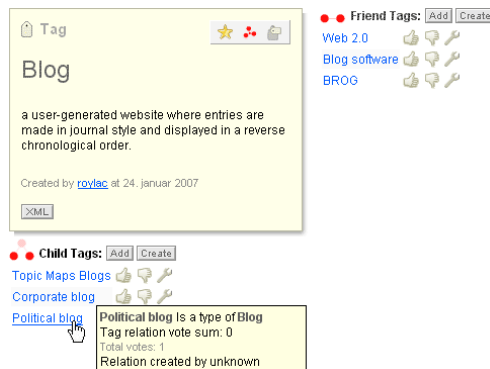 Tag
Blog
a user-generated website where entries are
made in journal style and displayed in a reverse
chronological order.
Created by roylac at 24. januar 2007
XML
Friend Tags: Add Create
Web 2.0
Blog software
BROG
Child Tags: Add Create
Topic Maps Blogs
Corporate blog
Political blog
Political blog Is a type of Blog
Tag relation vote sum: 0
Total votes: 1
Relation created by unknown